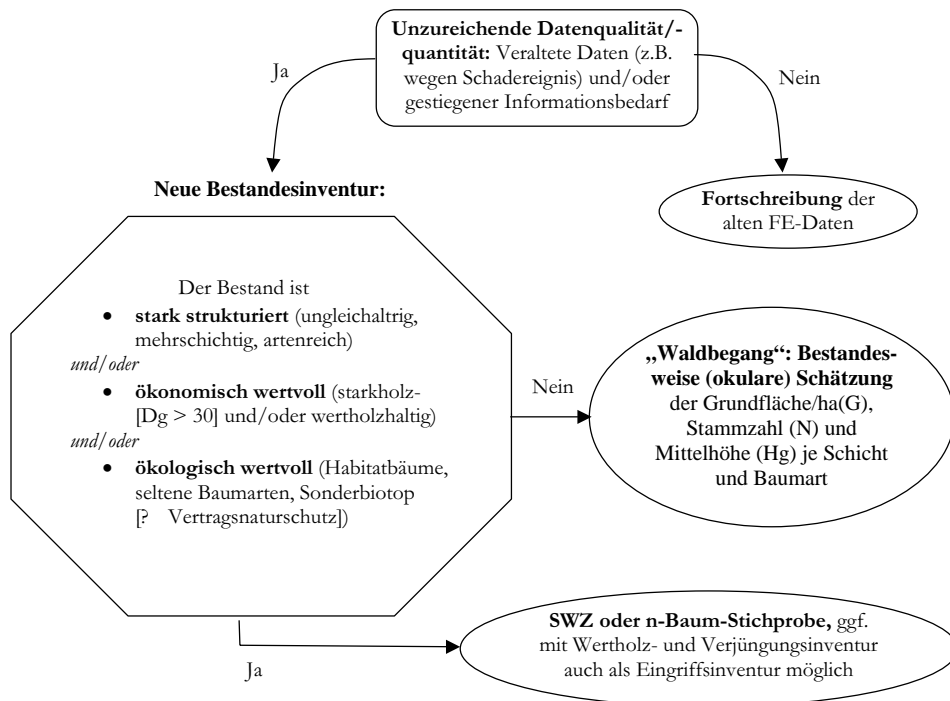 Unzureichende Datenqualität/-
quantität: Veraltete Daten (z.B.
wegen Schadereignis) und/oder
gestiegener Informationsbedarf
Ja
Nein
Neue Bestandesinventur:
Fortschreibung der
alten FE-Daten
Der Bestand ist
• stark strukturiert (ungleichaltrig,
mehrschichtig, artenreich)
und/oder
• ökonomisch wertvoll (starkholz-
[Dg > 30] und/oder wertholzhaltig)
und/oder
• ökologisch wertvoll (Habitatbäume,
seltene Baumarten, Sonderbiotop
[? Vertragsnaturschutz])
Nein
„Waldbegang“: Bestandes-
weise (okulare) Schätzung
der Grundfläche/ha(G),
Stammzahl (N) und
Mittelhöhe (Hg) je Schicht
und Baumart
Ja
SWZ oder n-Baum-Stichprobe, ggf.
mit Wertholz- und Verjüngungsinventur
auch als Eingriffsinventur möglich